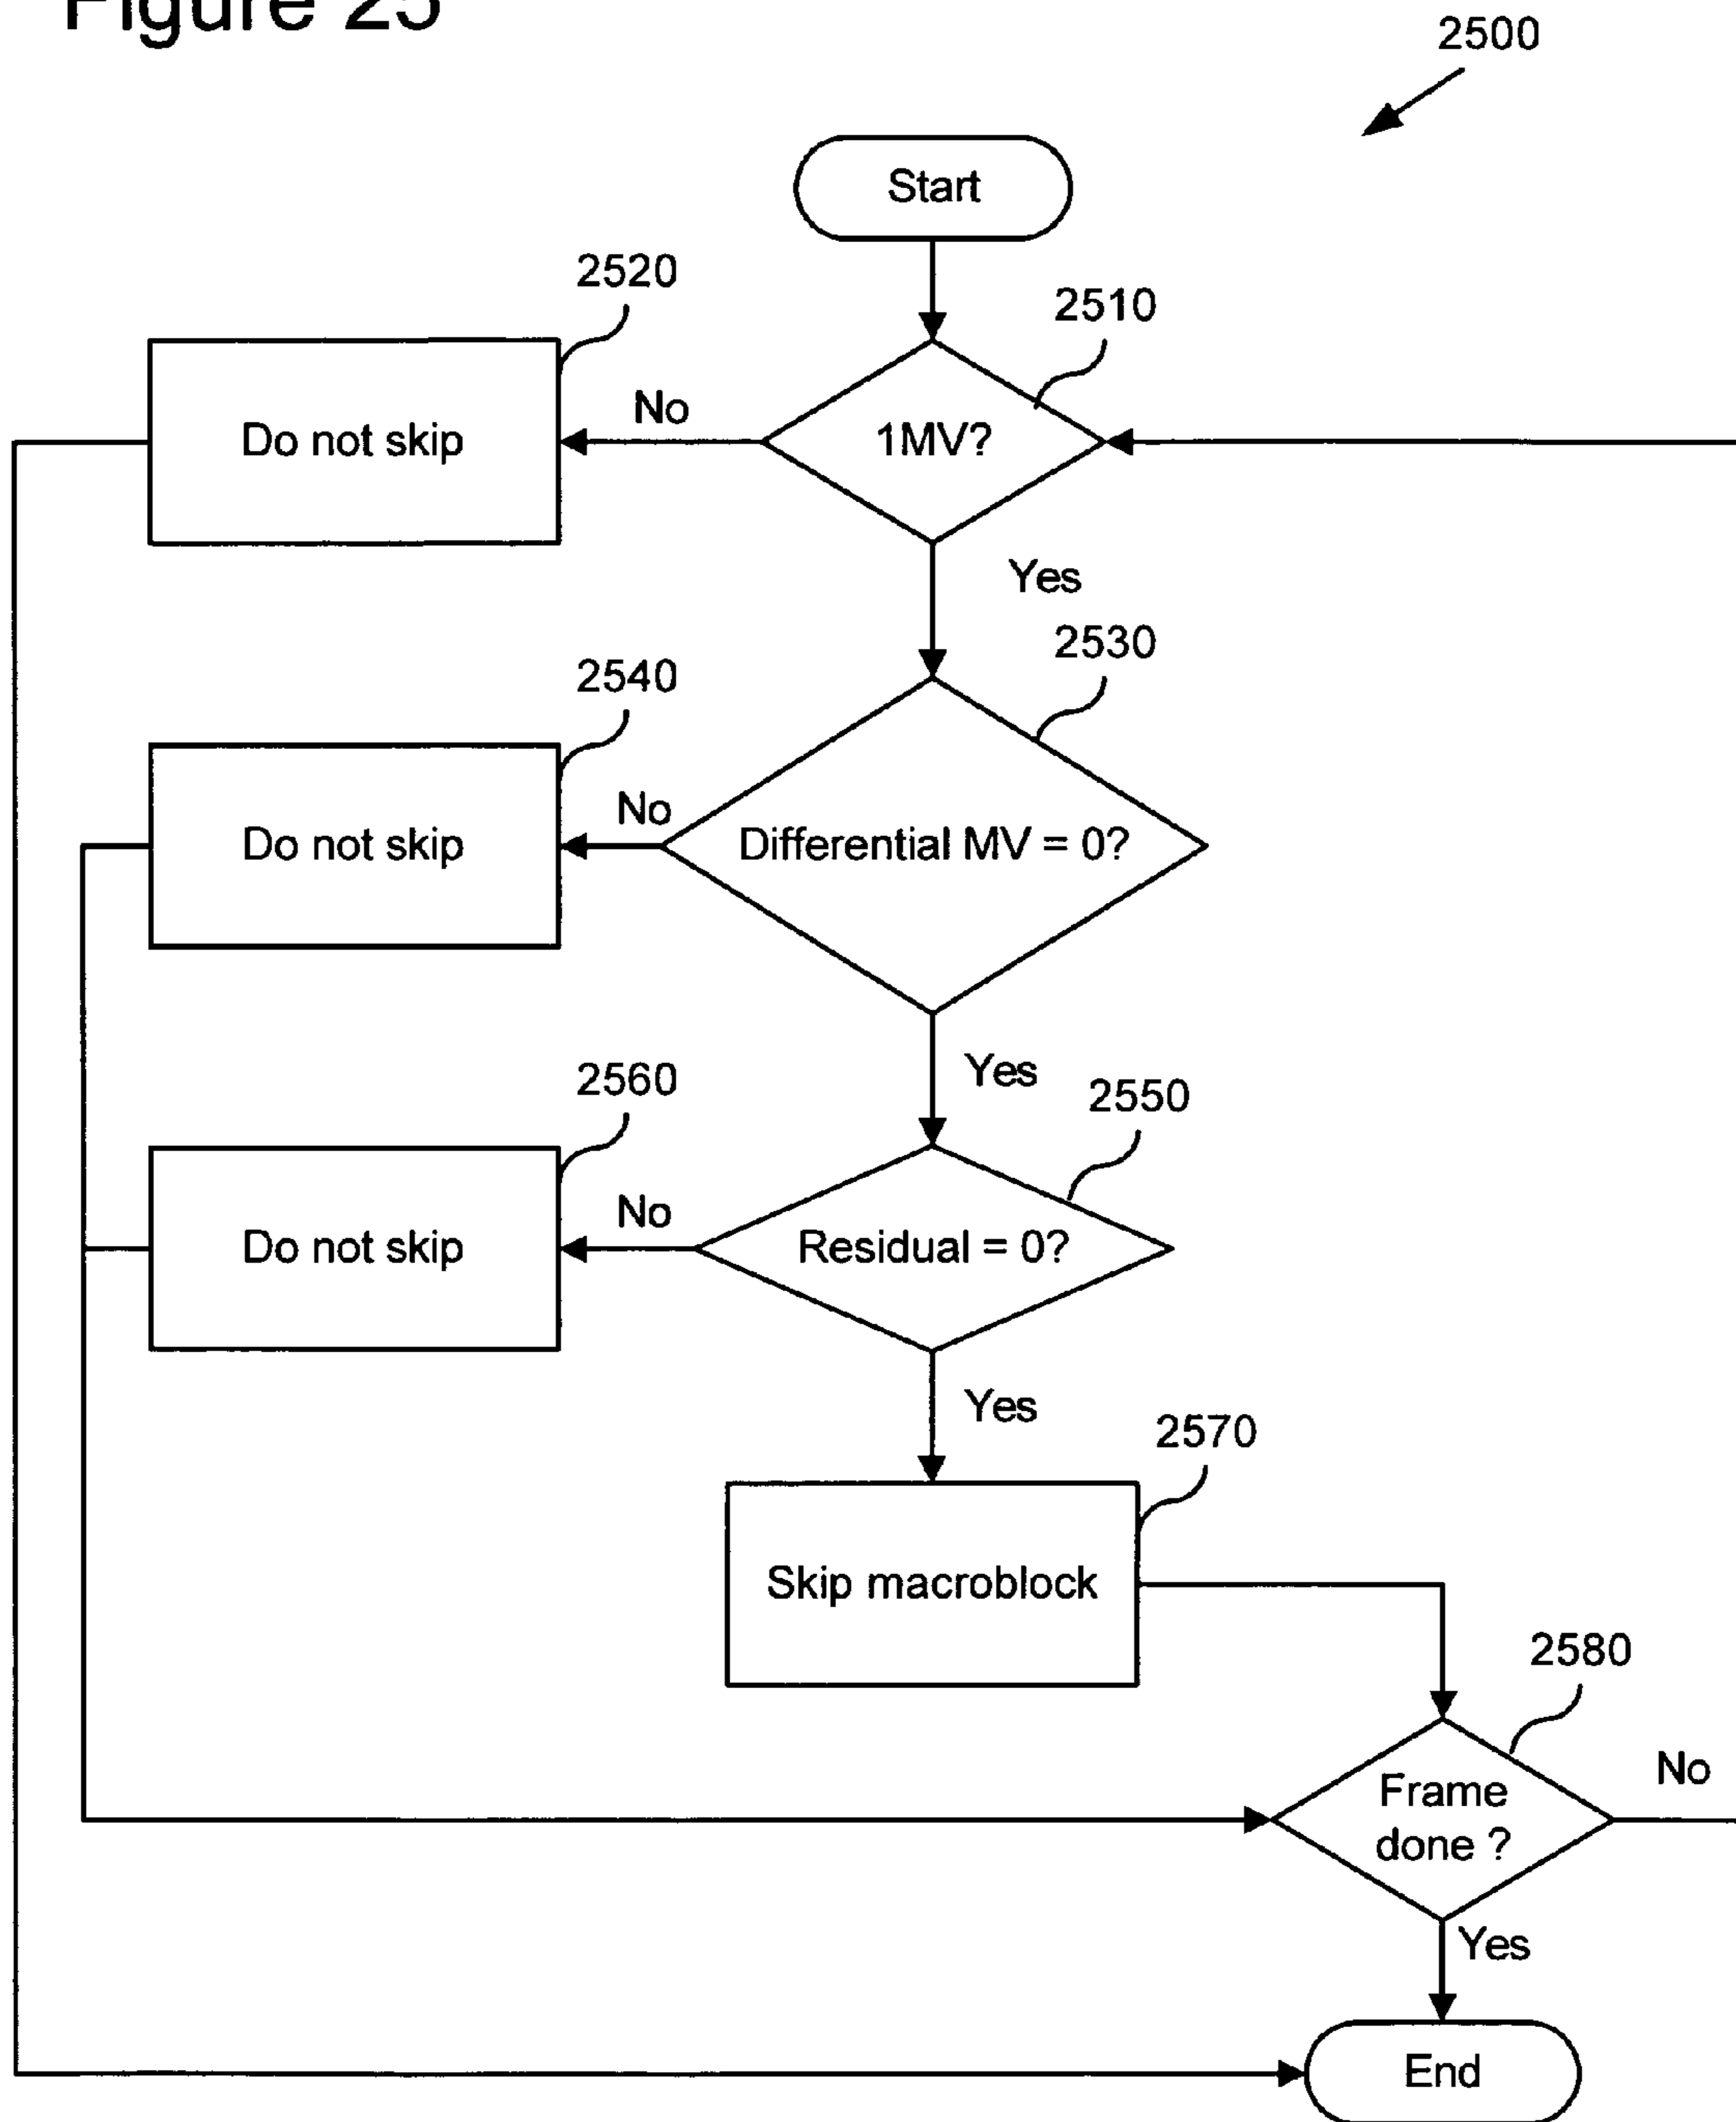 Figure 25
2500
Start
2520
2510
Do not skip
No
1MV?
Yes
2530
2540
Do not skip
No
Differential MV = 0?
Yes
2550
2560
Do not skip
No
Residual = 0?
Yes
2570
Skip macroblock
2580
No
Frame
done ?
Yes
End